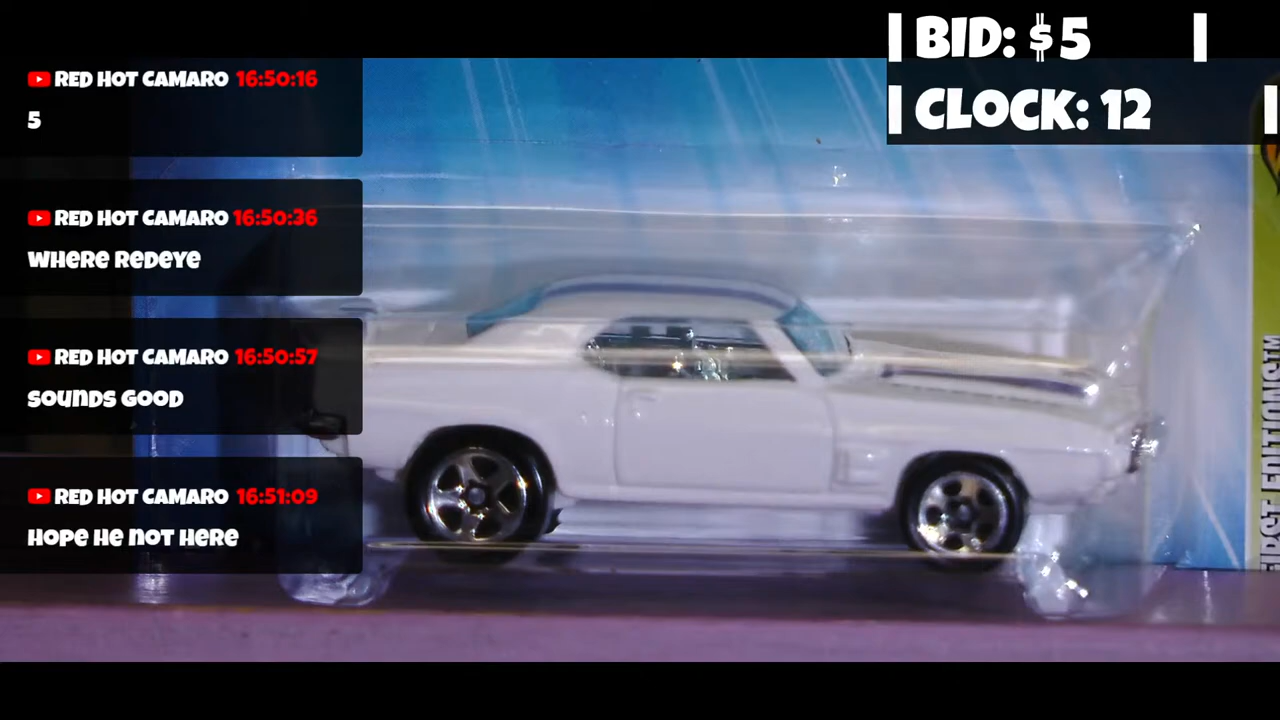 RED HOT CAMARO 16:50:16
5
RED HOT CAMARO 16:50:36
WHERE REDEYE
RED HOT CAMARO 16:50:57
SOUNDS GOOD
RED HOT CAMARO 16:51:09
HOPE HE NOT HERE
| BID: $5 |
| CLOCK: 12 |
FIRST EDITIONS™